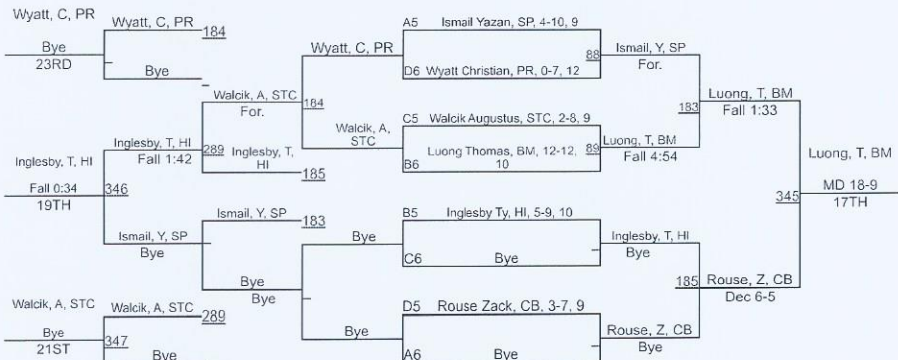 Wyatt, C, PR
Bye
23RD
Wyatt, C, PR
184
Bye
Inglesby, T, HI
Fall 0:34
19TH
346
Inglesby, T, HI
Fall 1:42
289
Walcik, A, STC
For.
Inglesby, T,
HI
185
Ismail, Y, SP
Bye
Ismail, Y, SP
183
Bye
Bye
Walcik, A, STC
Bye
21ST
347
Walcik, A, STC
289
Bye
Wyatt, C, PR
184
Walcik, A,
STC
Bye
Bye
A5 Ismail Yazan, SP, 4-10, 9
88
D6 Wyatt Christian, PR, 0-7, 12
C5 Walcik Augustus, STC, 2-8, 9
89
Luong Thomas, BM, 12-12,
10
B6
B5 Inglesby Ty, HI, 5-9, 10
C6 Bye
D5 Rouse Zack, CB, 3-7, 9
A6 Bye
Ismail, Y, SP
For.
183
Luong, T, BM
Fall 4:54
Inglesby, T, HI
Bye
185
Rouse, Z, CB
Bye
Luong, T, BM
Fall 1:33
345
Rouse, Z, CB
Dec 6-5
Luong, T, BM
MD 18-9
17TH